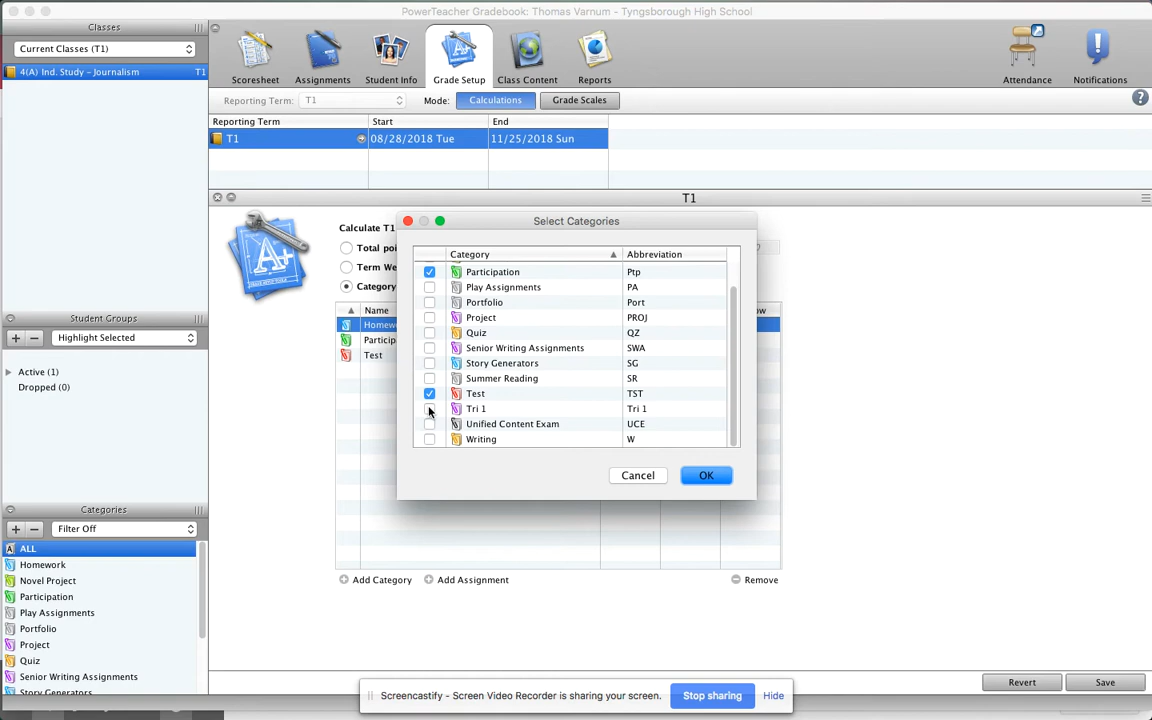 PowerTeacher Gradebook: Thomas Varnum - Tyngsborough High School
Classes
Current Classes (T1)
4(A) Ind. Study - Journalism T1
Scoresheet Assignments Student Info Grade Setup Class Content Reports Attendance Notifications
Reporting Term: T1 Mode: Calculations Grade Scales
Reporting Term Start End
T1 08/28/2018 Tue 11/25/2018 Sun
T1
Calculate T1
Total poi
Term We
Category
Name
Homew
Particip
Test
Select Categories
Category Abbreviation
Participation Ptp
Play Assignments PA
Portfolio Port
Project PROJ
Quiz QZ
Senior Writing Assignments SWA
Story Generators SG
Summer Reading SR
Test TST
Tri 1 Tri 1
Unified Content Exam UCE
Writing W
Cancel OK
Add Category Add Assignment Remove
Student Groups
Highlight Selected
Active (1)
Dropped (0)
Categories
Filter Off
ALL
Homework
Novel Project
Participation
Play Assignments
Portfolio
Project
Quiz
Senior Writing Assignments
Story Generators
Revert Save
Screencastify - Screen Video Recorder is sharing your screen. Stop sharing Hide